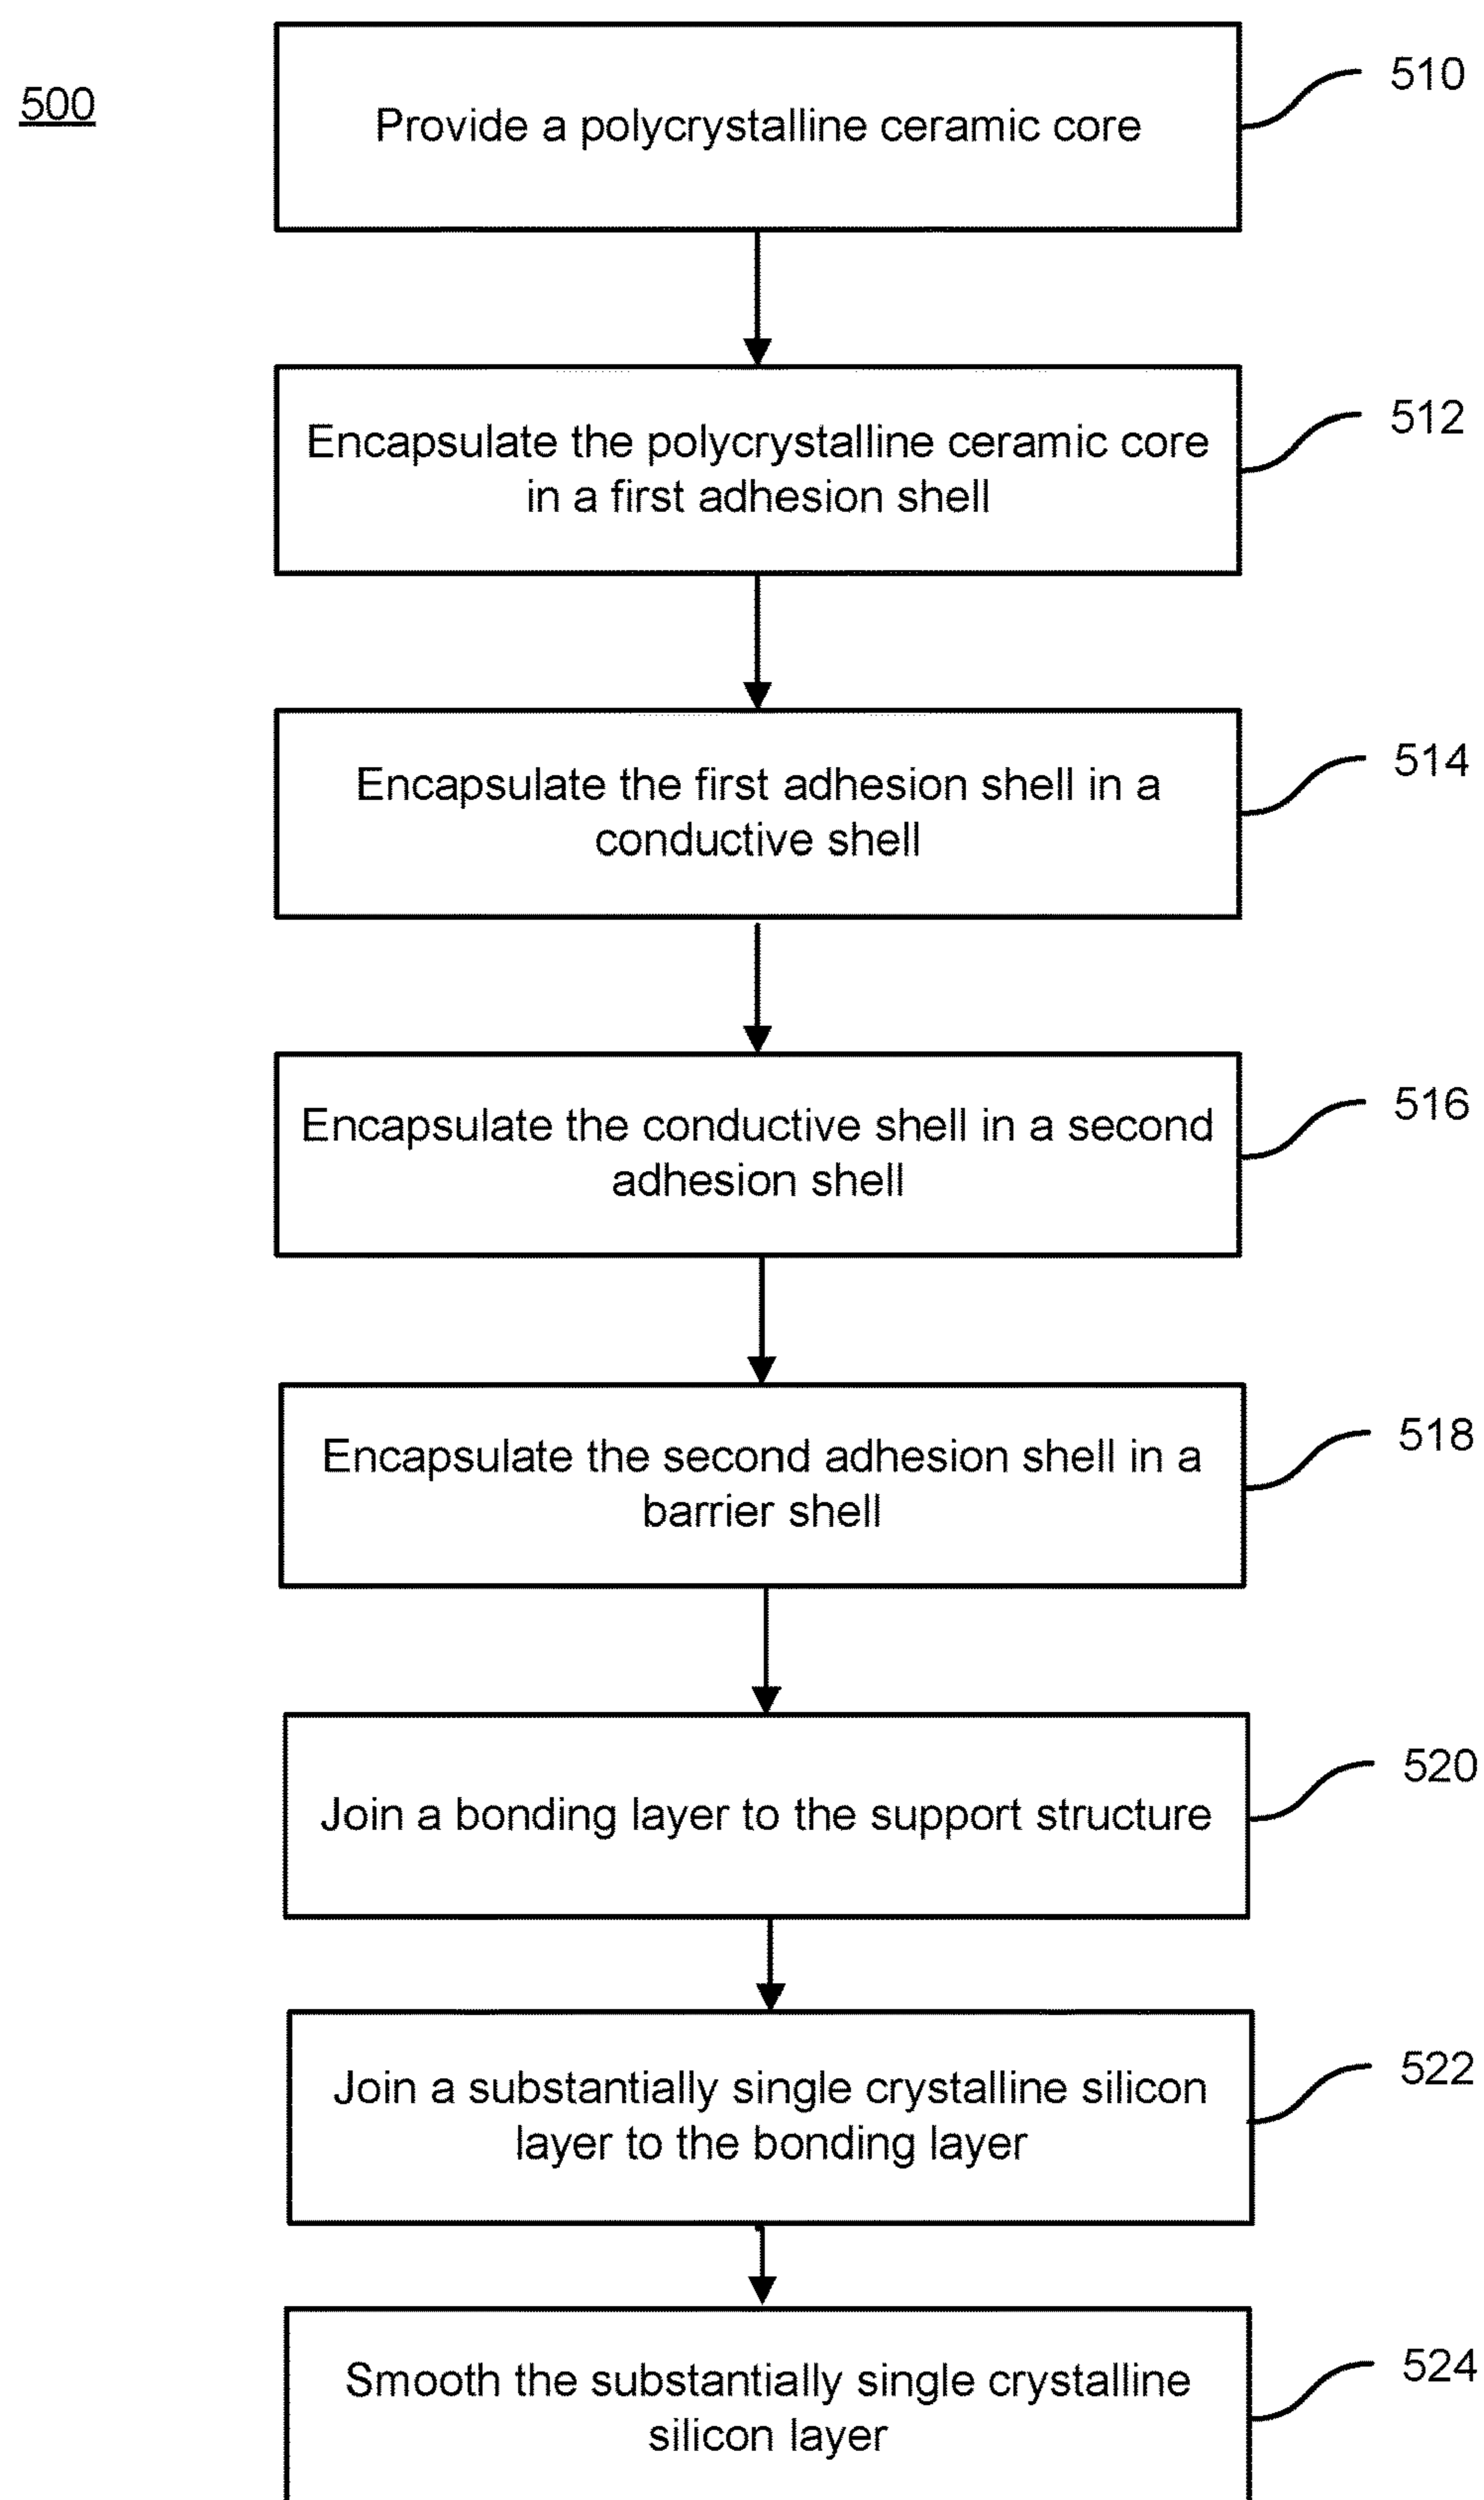 500
Provide a polycrystalline ceramic core
510
Encapsulate the polycrystalline ceramic core
in a first adhesion shell
512
Encapsulate the first adhesion shell in a
conductive shell
514
Encapsulate the conductive shell in a second
adhesion shell
516
Encapsulate the second adhesion shell in a
barrier shell
518
Join a bonding layer to the support structure
520
Join a substantially single crystalline silicon
layer to the bonding layer
522
Smooth the substantially single crystalline
silicon layer
524